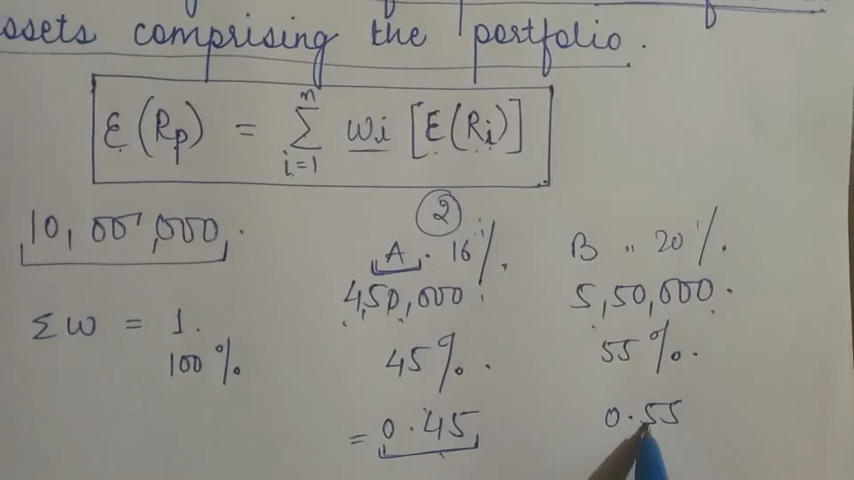 ssets comprising the portfolio.
E(Rp) = n Σ i=1 wi [E(Ri)]
10,00,000.
2
A . 16%. B " 20%.
4,50,000 5,50,000.
Σw = 1.
100% 45%. 55%.
= 0.45 0.55